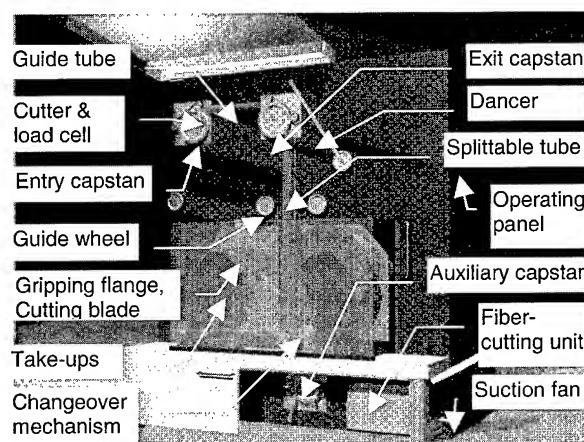 Guide tube
Cutter &
load cell
Entry capstan
Guide wheel
Gripping flange,
Cutting blade
Take-ups
Changeover
mechanism
Exit capstan
Dancer
Splittable tube
Operating
panel
Auxiliary capstan
Fiber-
cutting unit
Suction fan